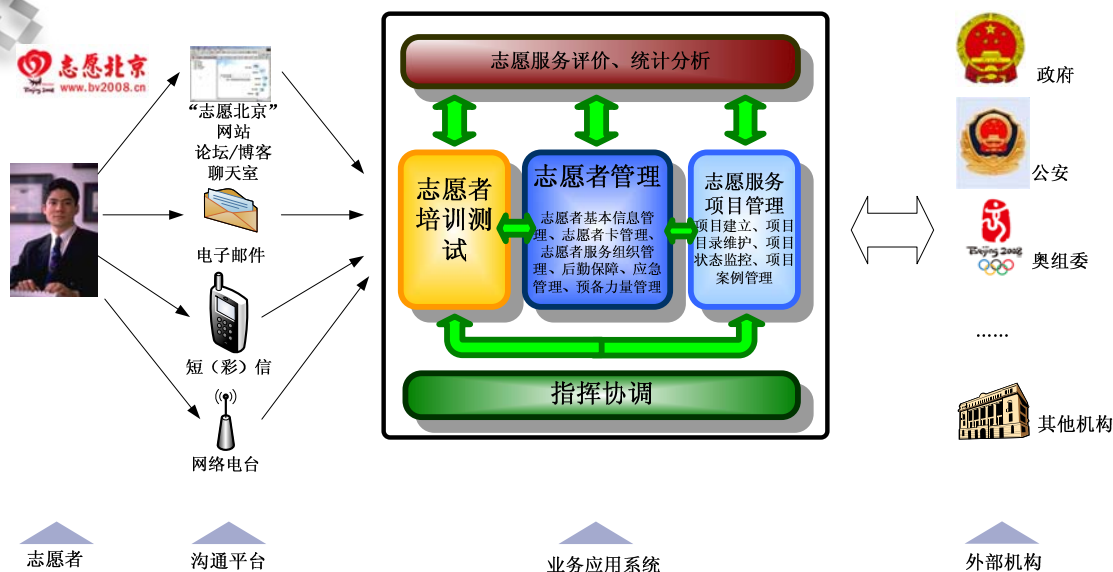 志愿北京
www.bv2008.cn
“志愿北京”
网站
论坛/博客
聊天室
电子邮件
短（彩）信
网络电台
志愿服务评价、统计分析
志愿者
培训测
试
志愿者管理
志愿者基本信息管
理、志愿者卡管理、
志愿者服务组织管
理、后勤保障、应急
管理、预备力量管理
志愿服务
项目管理
项目建立、项目
目录维护、项目
状态监控、项目
案例管理
指挥协调
政府
公安
Beijing 2008
奥组委
......
其他机构
志愿者
沟通平台
业务应用系统
外部机构